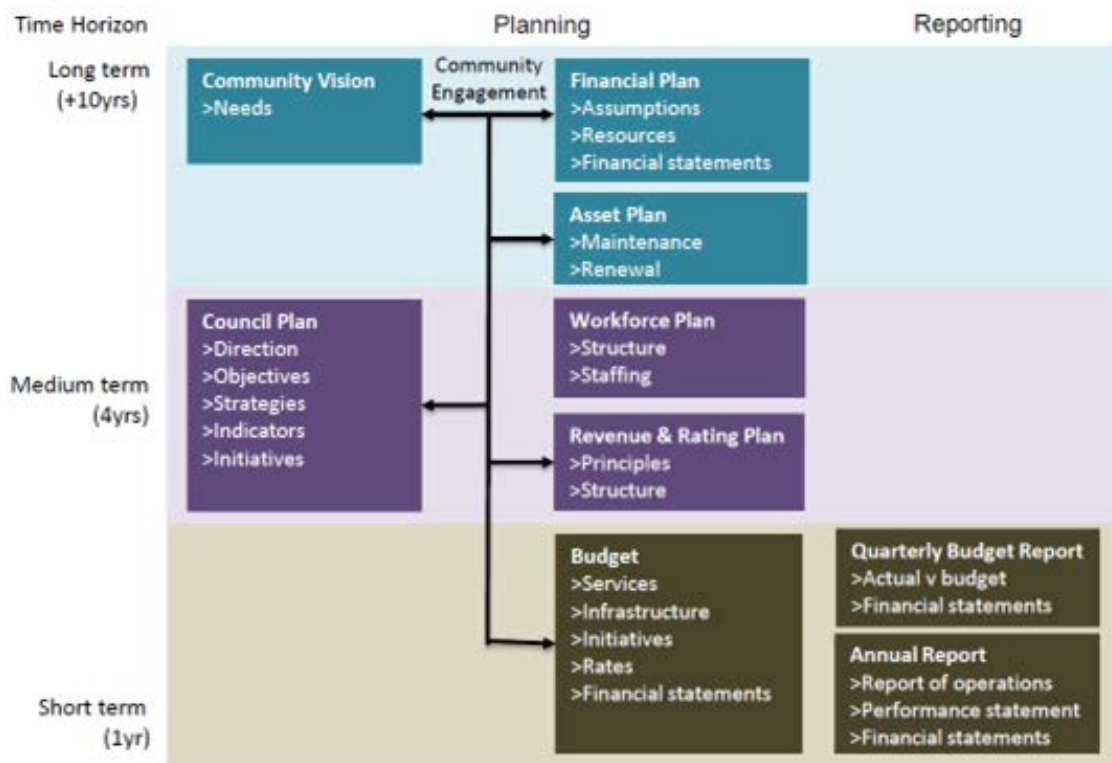 Time Horizon
Planning
Reporting
Long term
(+10yrs)
Community Vision
>Needs
Community
Engagement
Financial Plan
>Assumptions
>Resources
>Financial statements
Asset Plan
>Maintenance
>Renewal
Medium term
(4yrs)
Council Plan
>Direction
>Objectives
>Strategies
>Indicators
>Initiatives
Workforce Plan
>Structure
>Staffing
Revenue & Rating Plan
>Principles
>Structure
Short term
(1yr)
Budget
>Services
>Infrastructure
>Initiatives
>Rates
>Financial statements
Quarterly Budget Report
>Actual v budget
>Financial statements
Annual Report
>Report of operations
>Performance statement
>Financial statements